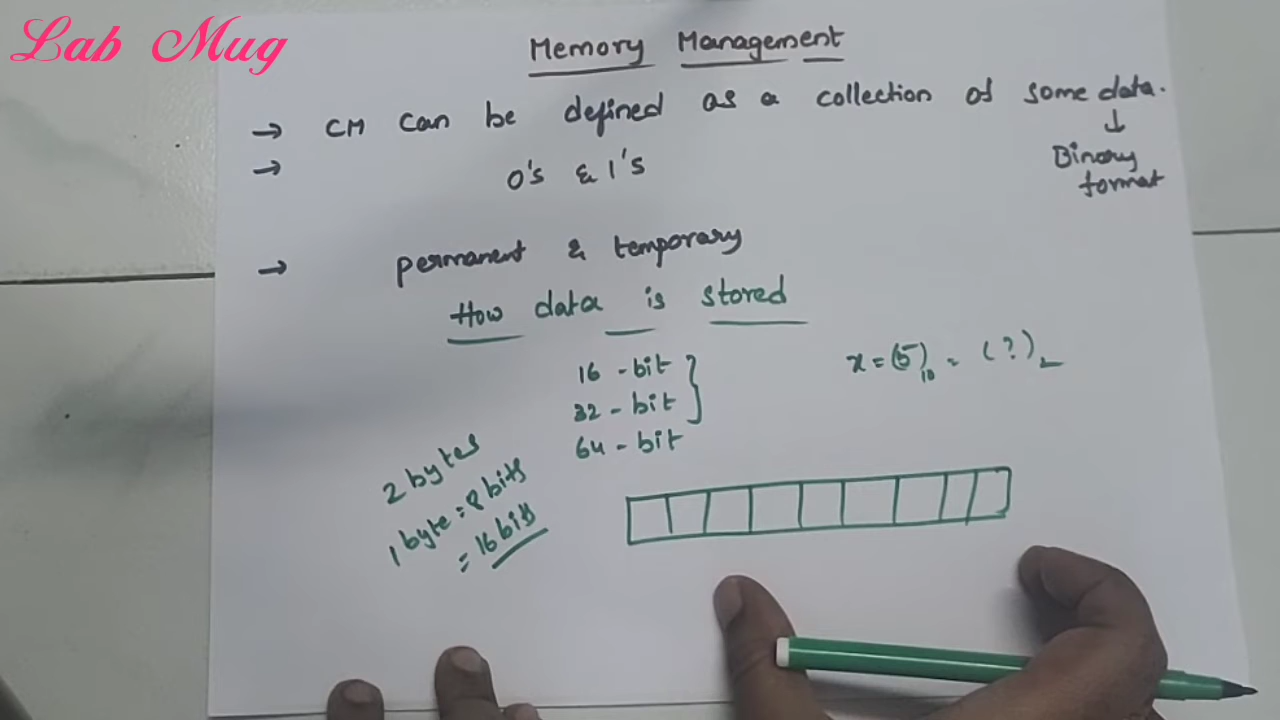 Lab Mug
Memory Management
→ CM can be defined as a collection of some data.
↓
Binary
format
→ 0's & 1's
→ permanent & temporary
How data is stored
16 - bit
32 - bit
64 - bit
x = (5)10 = (?)2
2 bytes
1 byte = 8 bits
= 16 bits